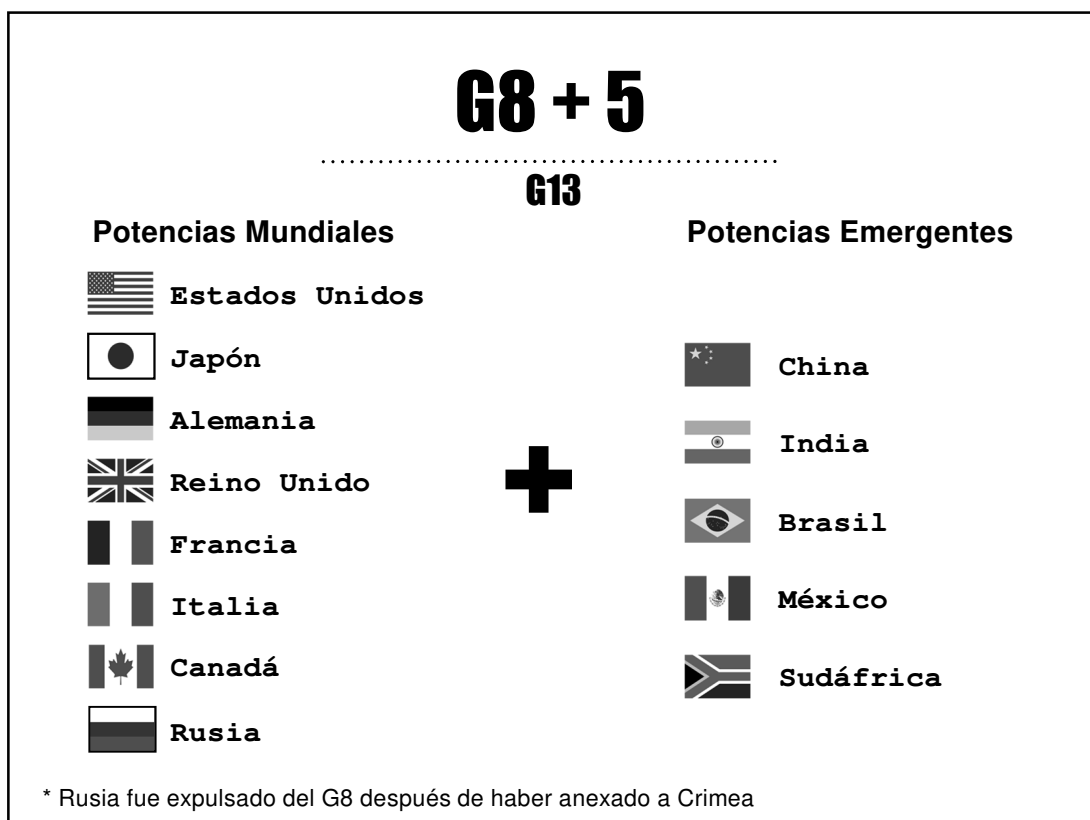 G8 + 5
G13
Potencias Mundiales
Estados Unidos
Japón
Alemania
Reino Unido
Francia
Italia
Canadá
Rusia
+
Potencias Emergentes
China
India
Brasil
México
Sudáfrica
* Rusia fue expulsado del G8 después de haber anexado a Crimea